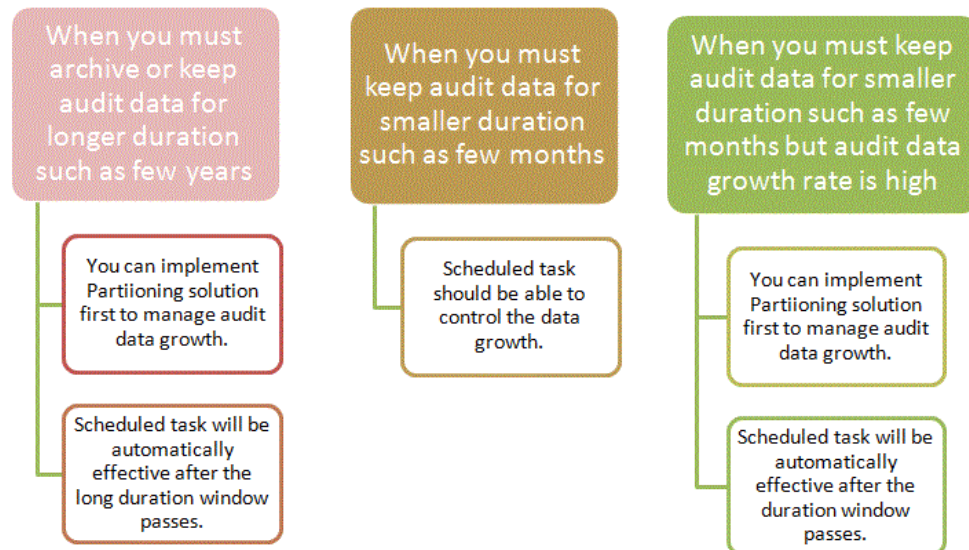 When you must
archive or keep
audit data for
longer duration
such as few years
You can implement
Partiioning solution
first to manage audit
data growth.
Scheduled task will be
automatically
effective after the
long duration window
passes.
When you must
keep audit data for
smaller duration
such as few months
Scheduled task
should be able to
control the data
growth.
When you must keep
audit data for smaller
duration such as few
months but audit data
growth rate is high
You can implement
Partiioning solution
first to manage audit
data growth.
Scheduled task will be
automatically
effective after the
duration window
passes.